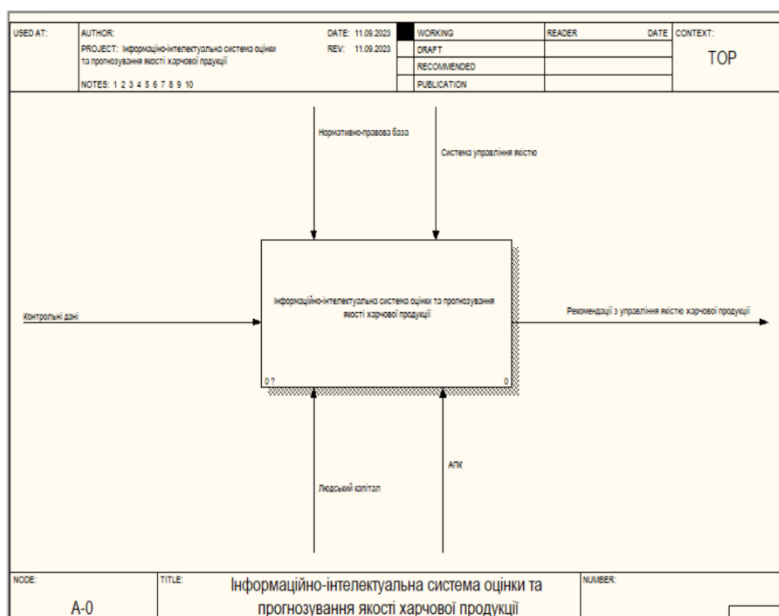 USED AT:
AUTHOR:
DATE: 11.09.2023
WORKING
READER
DATE
CONTEXT:
PROJECT: Інформаціно-інтелектуальна система оцінки
та прогнозування якості харчової прдукції
REV: 11.09.2023
DRAFT
TOP
RECOMMENDED
NOTES: 1 2 3 4 5 6 7 8 9 10
PUBLICATION
Нормативно-правова база
Система управління якістю
Інформаційно-інтелектуальна система оцінки та прогнозування
якості харчової продукції
Контрольні дані
Рекомендації з управління якістю харчової продукції
0 ?
0
АПК
Людський капітал
NODE:
TITLE:
NUMBER:
A-0
Інформаційно-інтелектуальна система оцінки та
прогнозування якості харчової продукції